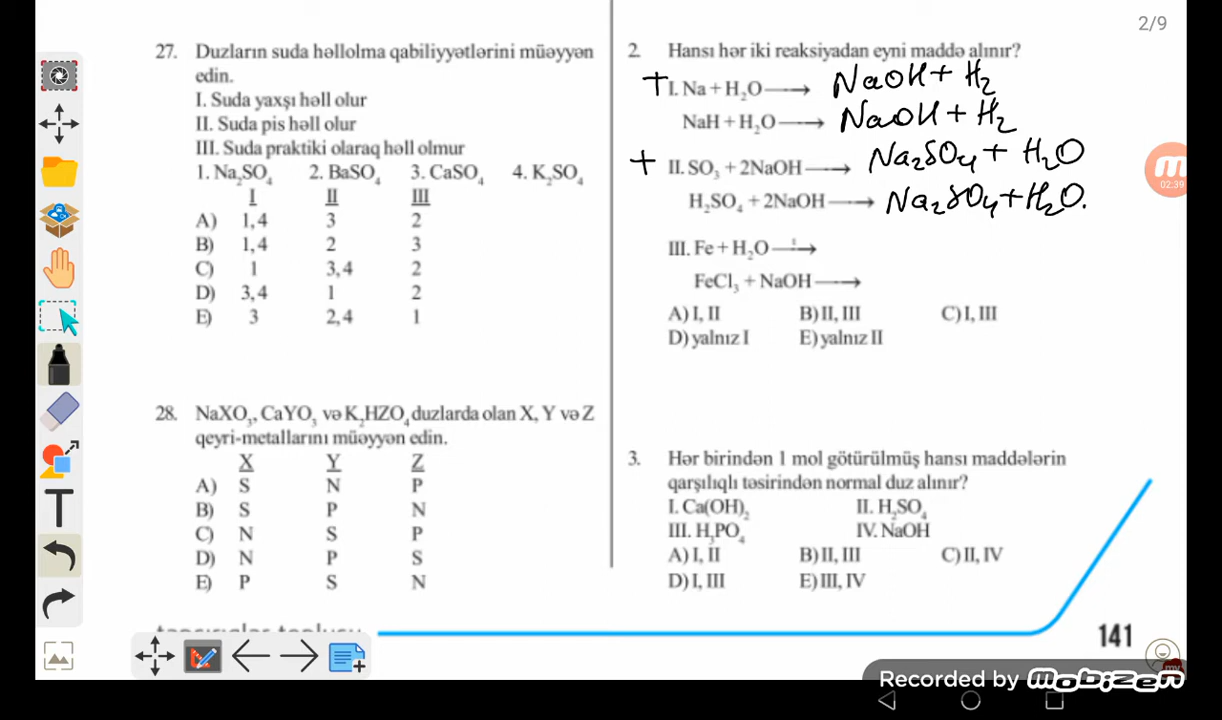 2/9
27. Duzların suda həllolma qabiliyyətlərini müəyyən
edin.
I. Suda yaxşı həll olur
II. Suda pis həll olur
III. Suda praktiki olaraq həll olmur
1. Na₂SO₄ 2. BaSO₄ 3. CaSO₄ 4. K₂SO₄
I II III
A) 1,4 3 2
B) 1,4 2 3
C) 1 3,4 2
D) 3,4 1 2
E) 3 2,4 1
28. NaXO₃, CaYO₃ və K₂HZO₄ duzlarda olan X, Y və Z
qeyri-metallarını müəyyən edin.
X Y Z
A) S N P
B) S P N
C) N S P
D) N P S
E) P S N
tapşırıqlar toplusu
2. Hansı hər iki reaksiyadan eyni maddə alınır?
+ I. Na + H₂O → NaOH + H₂
NaH + H₂O → NaOH + H₂
+ II. SO₃ + 2NaOH → Na₂SO₄ + H₂O
H₂SO₄ + 2NaOH → Na₂SO₄ + H₂O.
III. Fe + H₂O –t→
FeCl₃ + NaOH →
A) I, II B) II, III C) I, III
D) yalnız I E) yalnız II
3. Hər birindən 1 mol götürülmüş hansı maddələrin
qarşılıqlı təsirindən normal duz alınır?
I. Ca(OH)₂ II. H₂SO₄
III. H₃PO₄ IV. NaOH
A) I, II B) II, III C) II, IV
D) I, III E) III, IV
141
02:39
T
Recorded by mobizen